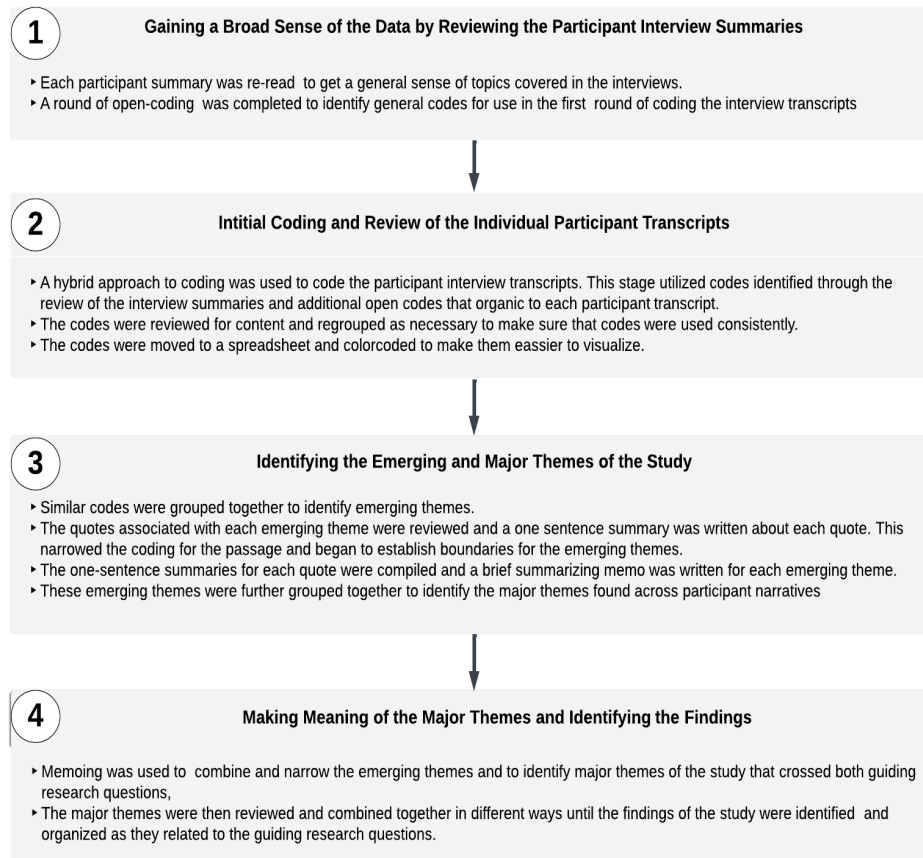 1
Gaining a Broad Sense of the Data by Reviewing the Participant Interview Summaries
‣ Each participant summary was re-read to get a general sense of topics covered in the interviews.
‣ A round of open-coding was completed to identify general codes for use in the first round of coding the interview transcripts
2
Intitial Coding and Review of the Individual Participant Transcripts
‣ A hybrid approach to coding was used to code the participant interview transcripts. This stage utilized codes identified through the
review of the interview summaries and additional open codes that organic to each participant transcript.
‣ The codes were reviewed for content and regrouped as necessary to make sure that codes were used consistently.
‣ The codes were moved to a spreadsheet and colorcoded to make them eassier to visualize.
3
Identifying the Emerging and Major Themes of the Study
‣ Similar codes were grouped together to identify emerging themes.
‣ The quotes associated with each emerging theme were reviewed and a one sentence summary was written about each quote. This
narrowed the coding for the passage and began to establish boundaries for the emerging themes.
‣ The one-sentence summaries for each quote were compiled and a brief summarizing memo was written for each emerging theme.
‣ These emerging themes were further grouped together to identify the major themes found across participant narratives
4
Making Meaning of the Major Themes and Identifying the Findings
‣ Memoing was used to combine and narrow the emerging themes and to identify major themes of the study that crossed both guiding
research questions,
‣ The major themes were then reviewed and combined together in different ways until the findings of the study were identified and
organized as they related to the guiding research questions.